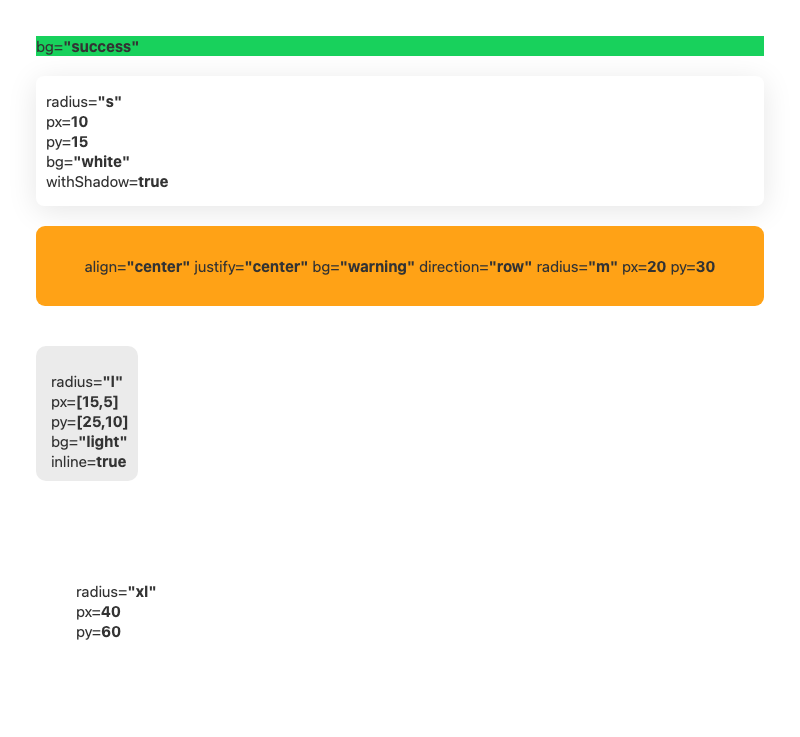 bg="success"
radius="s"
px=10
py=15
bg="white"
withShadow=true
align="center" justify="center" bg="warning" direction="row" radius="m" px=20 py=30
radius="l"
px=[15,5]
py=[25,10]
bg="light"
inline=true
radius="xl"
px=40
py=60